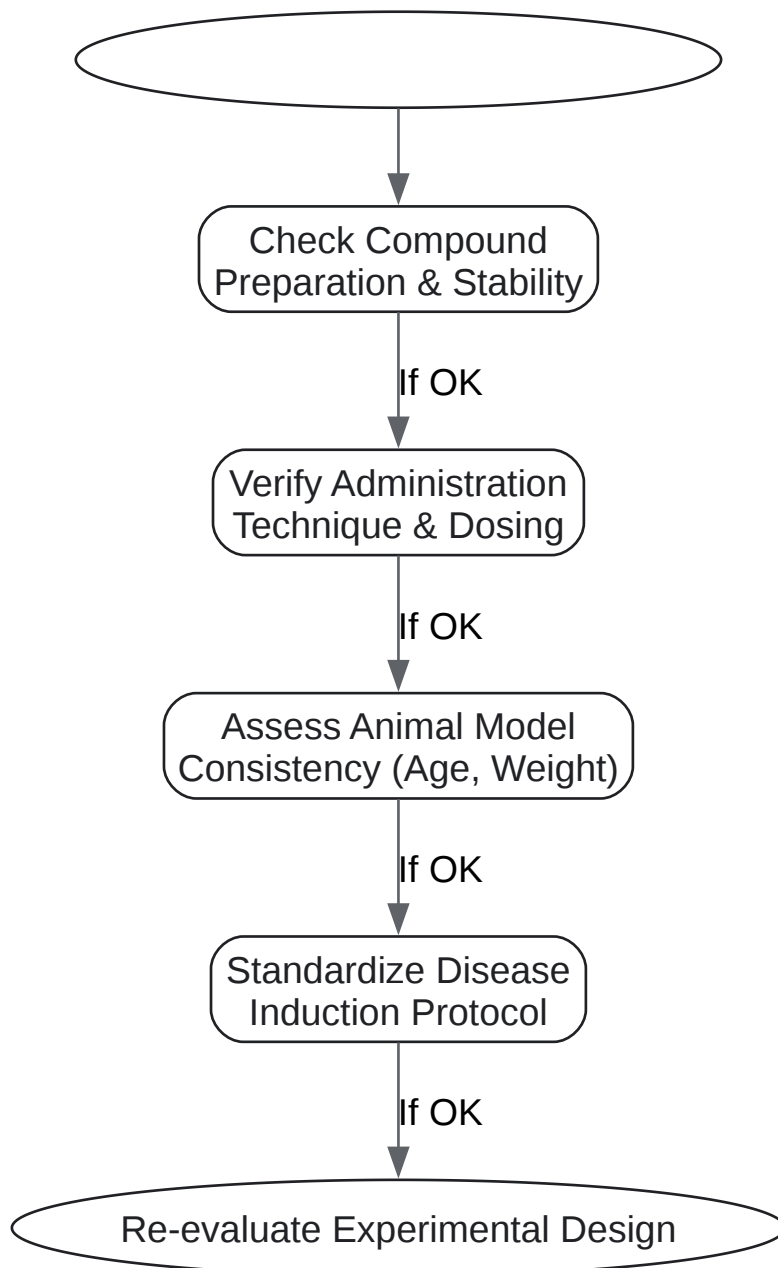 Check Compound
Preparation & Stability
If OK
Verify Administration
Technique & Dosing
If OK
Assess Animal Model
Consistency (Age, Weight)
If OK
Standardize Disease
Induction Protocol
If OK
Re-evaluate Experimental Design